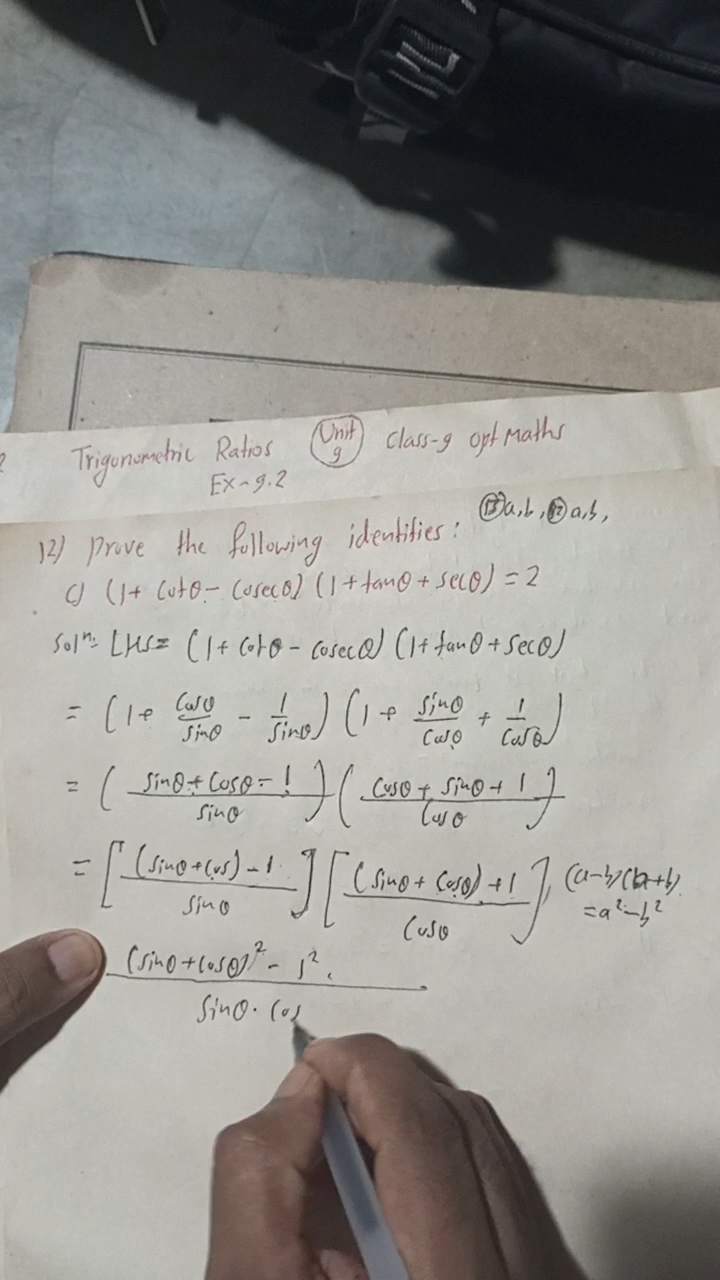 Trigonometric Ratios (Unit 9) Class-9 opt Maths
Ex-9.2
12) Prove the following identities: a,b, a,b,
c) (1+ cotθ - cosecθ) (1+tanθ+secθ) = 2
Solⁿ: LHS= (1+ cotθ - cosecθ) (1+tanθ+secθ)
= (1+ cosθ/sinθ - 1/sinθ) (1+ sinθ/cosθ + 1/cosθ)
= (sinθ+cosθ-1/sinθ) (cosθ+sinθ+1/cosθ)
= [(sinθ+cos)-1/sinθ] [(sinθ+cosθ)+1/cosθ], (a-b)(a+b)
=a²-b²
(sinθ+cosθ)² - 1²/sinθ. cos